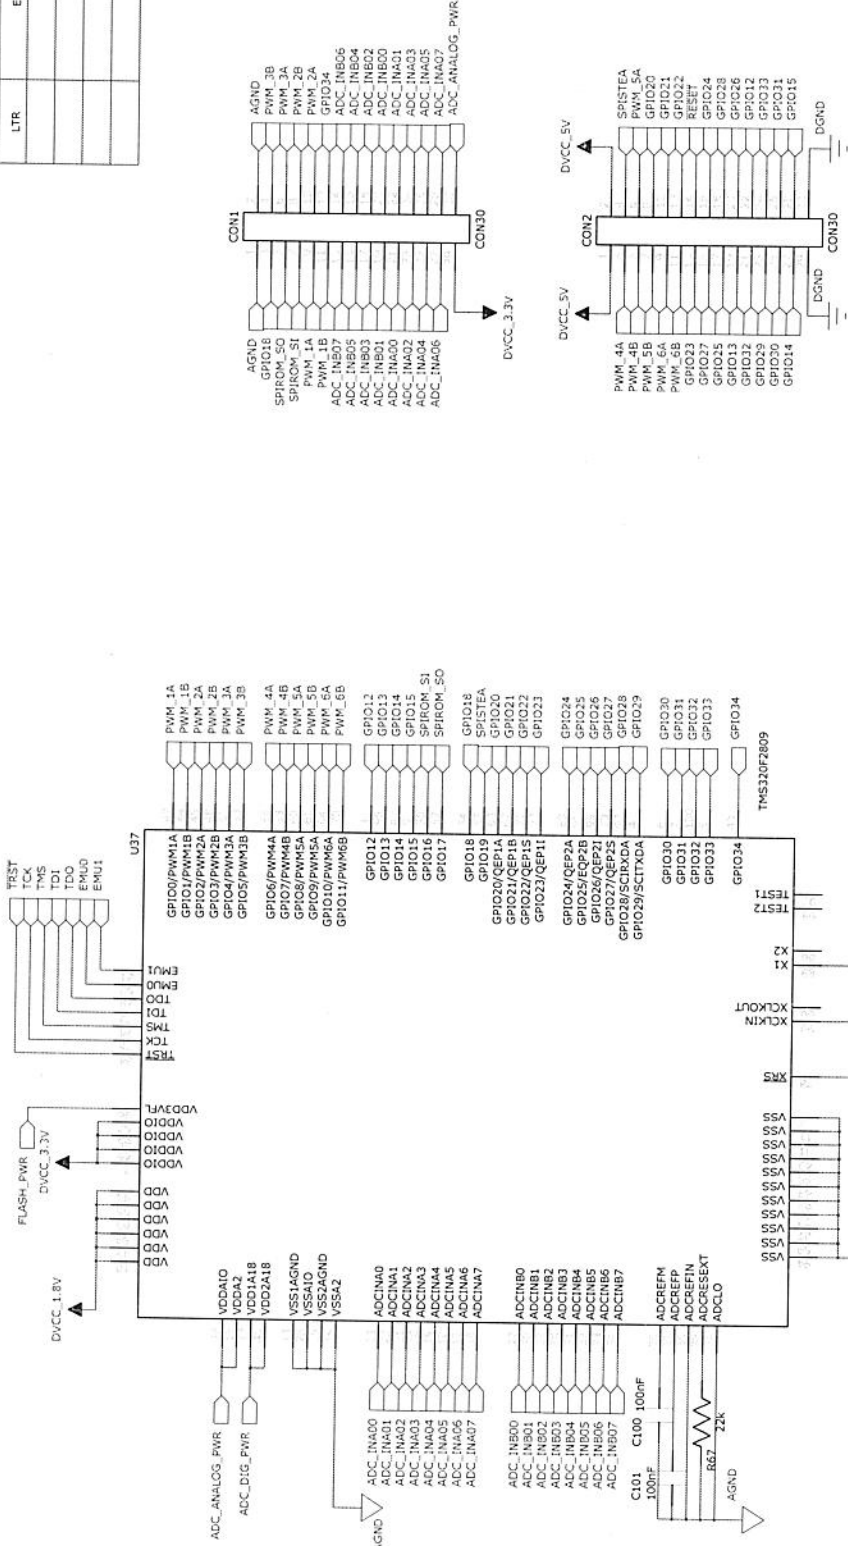 LTR
CON1
AGND
GPIO18
SPIROM_SO
SPIROM_SI
PWM_1A
PWM_1B
ADC_INB07
ADC_INB05
ADC_INB03
ADC_INB01
ADC_INA00
ADC_INA02
ADC_INA04
ADC_INA06
AGND
PWM_3B
PWM_3A
PWM_2B
PWM_2A
GPIO34
ADC_INB06
ADC_INB04
ADC_INB02
ADC_INB00
ADC_INA01
ADC_INA03
ADC_INA05
ADC_INA07
ADC_ANALOG_PWR
CON30
DVCC_3.3V
DVCC_5V
DVCC_5V
CON2
PWM_4A
PWM_4B
PWM_5B
PWM_6A
PWM_6B
GPIO23
GPIO27
GPIO25
GPIO13
GPIO32
GPIO29
GPIO30
GPIO14
SPISTEA
PWM_5A
GPIO20
GPIO21
GPIO22
RESET
GPIO24
GPIO28
GPIO26
GPIO12
GPIO33
GPIO31
GPIO15
DGND
DGND
CON30
U37
TRST
TCK
TMS
TDI
TDO
EMU0
EMU1
EMU1
EMU0
TDO
TDI
TMS
TCK
TRST
FLASH_PWR
DVCC_3.3V
DVCC_1.8V
VDD3VFL
VDDIO
VDDIO
VDDIO
VDDIO
VDD
VDD
VDD
VDD
VDD
VDD
GPIO0/PWM1A PWM_1A
GPIO1/PWM1B PWM_1B
GPIO2/PWM2A PWM_2A
GPIO3/PWM2B PWM_2B
GPIO4/PWM3A PWM_3A
GPIO5/PWM3B PWM_3B
GPIO6/PWM4A PWM_4A
GPIO7/PWM4B PWM_4B
GPIO8/PWM5A PWM_5A
GPIO9/PWM5A PWM_5B
GPIO10/PWM6A PWM_6A
GPIO11/PWM6B PWM_6B
GPIO12 GPIO12
GPIO13 GPIO13
GPIO14 GPIO14
GPIO15 GPIO15
GPIO16 SPIROM_SI
GPIO17 SPIROM_SO
GPIO18 GPIO18
GPIO19 SPISTEA
GPIO20/QEP1A GPIO20
GPIO21/QEP1B GPIO21
GPIO22/QEP1S GPIO22
GPIO23/QEP1I GPIO23
GPIO24/QEP2A GPIO24
GPIO25/EQP2B GPIO25
GPIO26/QEP2I GPIO26
GPIO27/QEP2S GPIO27
GPIO28/SCIRXDA GPIO28
GPIO29/SCITXDA GPIO29
GPIO30 GPIO30
GPIO31 GPIO31
GPIO32 GPIO32
GPIO33 GPIO33
GPIO34 GPIO34
TMS320F2809
ADC_ANALOG_PWR
ADC_DIG_PWR
VDDAIO
VDDA2
VDD1A18
VDD2A18
VSS1AGND
VSSAIO
VSS2AGND
VSSA2
AGND
ADC_INA00 ADCINA0
ADC_INA01 ADCINA1
ADC_INA02 ADCINA2
ADC_INA03 ADCINA3
ADC_INA04 ADCINA4
ADC_INA05 ADCINA5
ADC_INA06 ADCINA6
ADC_INA07 ADCINA7
ADC_INB00 ADCINB0
ADC_INB01 ADCINB1
ADC_INB02 ADCINB2
ADC_INB03 ADCINB3
ADC_INB04 ADCINB4
ADC_INB05 ADCINB5
ADC_INB06 ADCINB6
ADC_INB07 ADCINB7
C100 100nF
C101
100nF
R67
22k
AGND
ADCREFM
ADCREFP
ADCREFIN
ADCRESEXT
ADCLO
TEST1
TEST2
X2
X1
XCLKOUT
XCLKIN
XRS
VSS
VSS
VSS
VSS
VSS
VSS
VSS
VSS
VSS
VSS
VSS